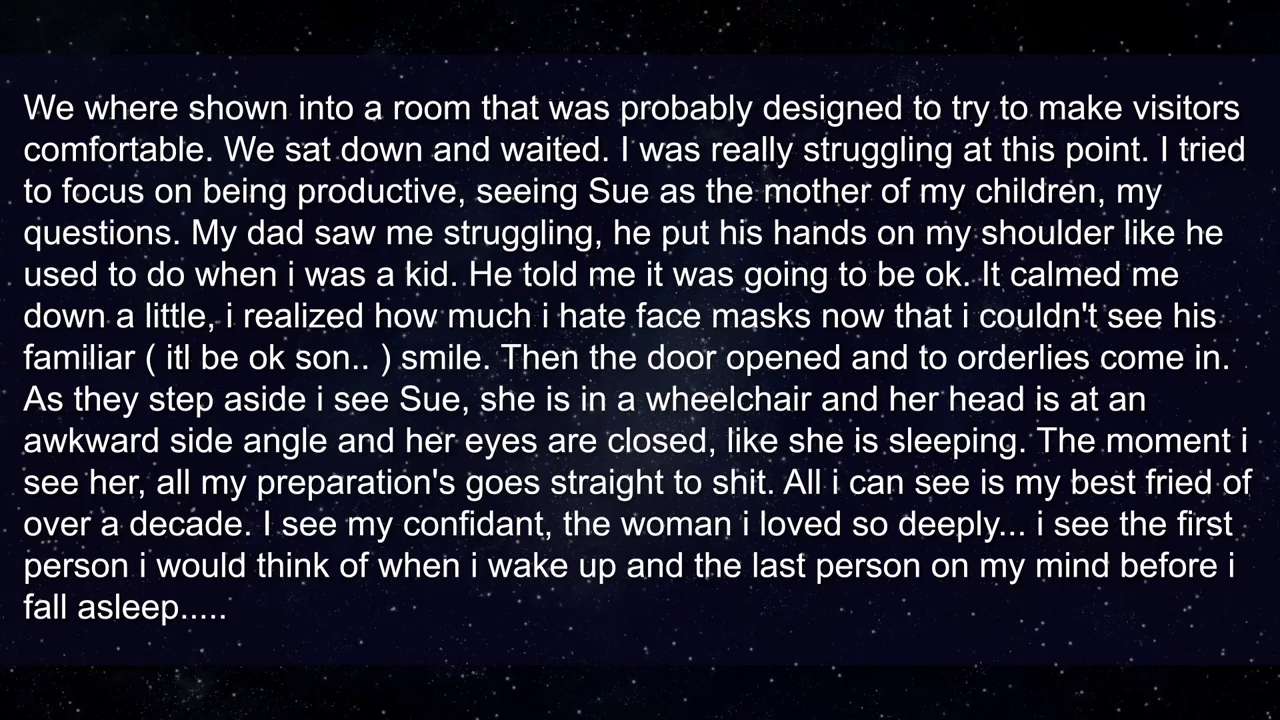 We where shown into a room that was probably designed to try to make visitors
comfortable. We sat down and waited. I was really struggling at this point. I tried
to focus on being productive, seeing Sue as the mother of my children, my
questions. My dad saw me struggling, he put his hands on my shoulder like he
used to do when i was a kid. He told me it was going to be ok. It calmed me
down a little, i realized how much i hate face masks now that i couldn't see his
familiar ( itl be ok son.. ) smile. Then the door opened and to orderlies come in.
As they step aside i see Sue, she is in a wheelchair and her head is at an
awkward side angle and her eyes are closed, like she is sleeping. The moment i
see her, all my preparation's goes straight to shit. All i can see is my best fried of
over a decade. I see my confidant, the woman i loved so deeply... i see the first
person i would think of when i wake up and the last person on my mind before i
fall asleep.....